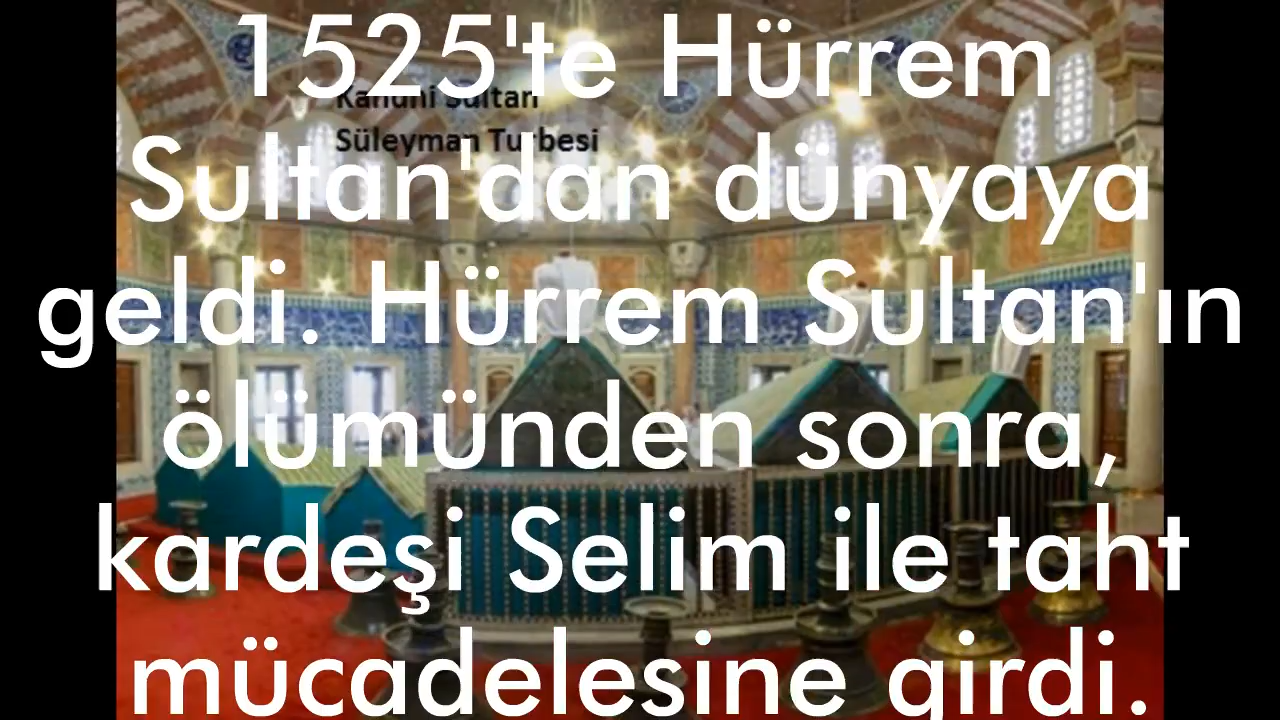 1525'te Hürrem
Kanuni Sultan
Süleyman Turbesi
Sultan'dan dünyaya
geldi. Hürrem Sultan'ın
ölümünden sonra,
kardeşi Selim ile taht
mücadelesine girdi.